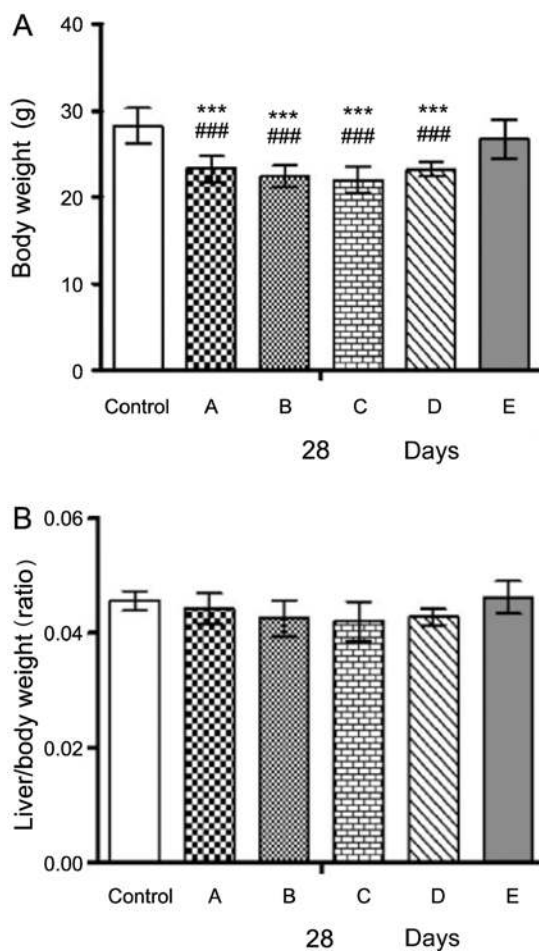 A
Body weight (g)
40
30
20
10
0
*** *** *** ***
### ### ### ###
Control A B C D E
28 Days
B
Liver/body weight (ratio)
0.06
0.04
0.02
0.00
Control A B C D E
28 Days